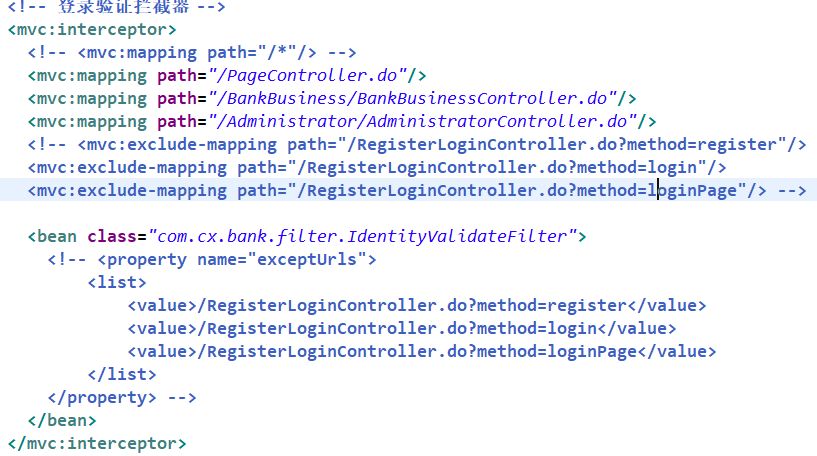 <!-- 登录验证拦截器 -->
<mvc:interceptor>
<!-- <mvc:mapping path="/*"/> -->
<mvc:mapping path="/PageController.do"/>
<mvc:mapping path="/BankBusiness/BankBusinessController.do"/>
<mvc:mapping path="/Administrator/AdministratorController.do"/>
<!-- <mvc:exclude-mapping path="/RegisterLoginController.do?method=register"/>
<mvc:exclude-mapping path="/RegisterLoginController.do?method=login"/>
<mvc:exclude-mapping path="/RegisterLoginController.do?method=loginPage"/> -->
<bean class="com.cx.bank.filter.IdentityValidateFilter">
<!-- <property name="exceptUrls">
<list>
<value>/RegisterLoginController.do?method=register</value>
<value>/RegisterLoginController.do?method=login</value>
<value>/RegisterLoginController.do?method=loginPage</value>
</list>
</property> -->
</bean>
</mvc:interceptor>